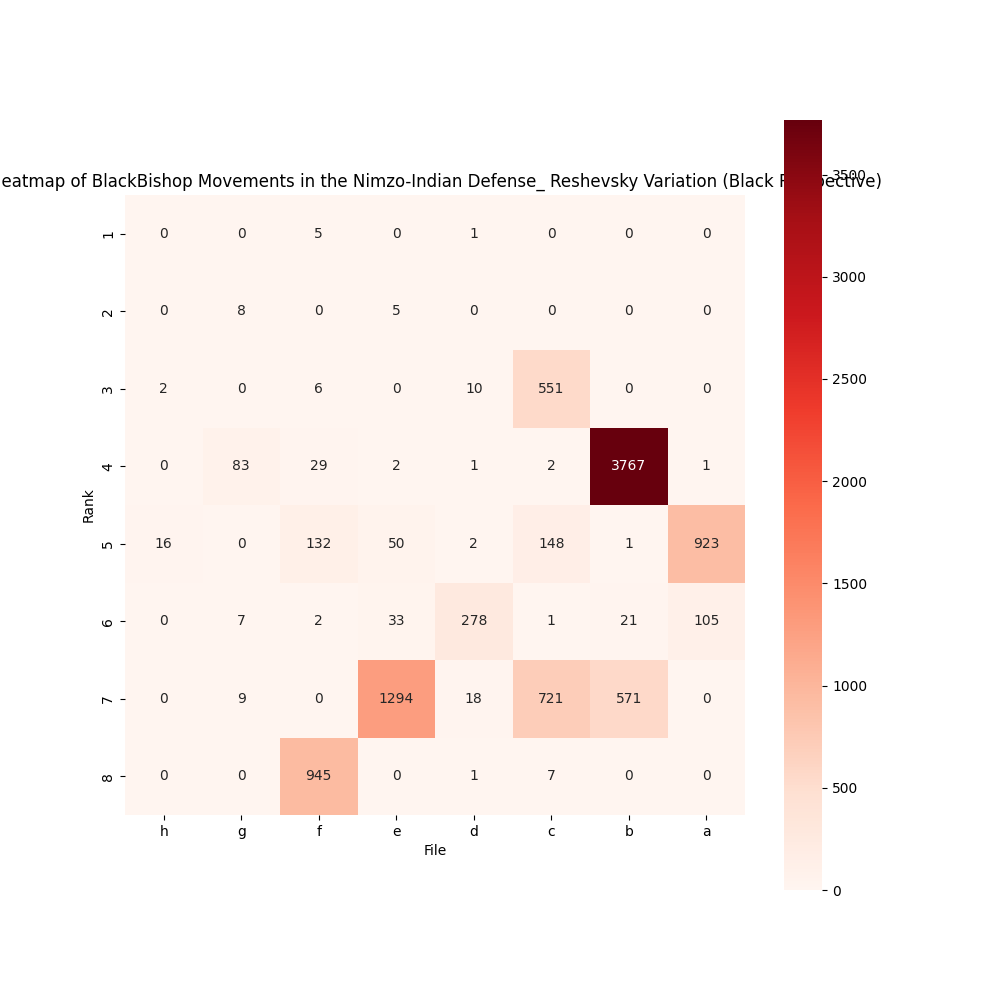 eatmap of BlackBishop Movements in the Nimzo-Indian Defense_ Reshevsky Variation (Black
3500
3000
2500
2000
1500
1000
500
0
Rank
1 0 0 5 0 1 0 0 0
2 0 8 0 5 0 0 0 0
3 2 0 6 0 10 551 0 0
4 0 83 29 2 1 2 3767 1
5 16 0 132 50 2 148 1 923
6 0 7 2 33 278 1 21 105
7 0 9 0 1294 18 721 571 0
8 0 0 945 0 1 7 0 0
h g f e d c b a
File